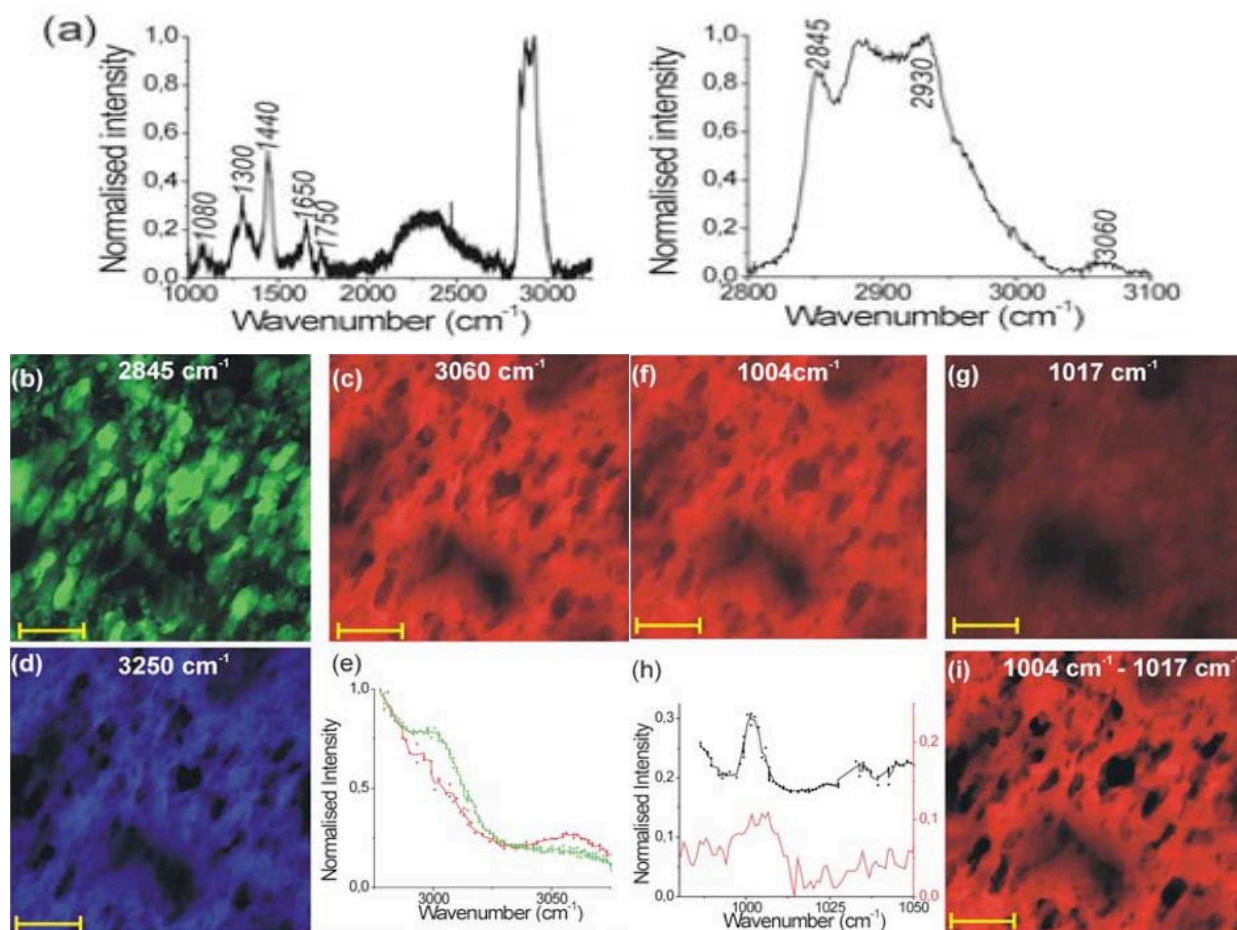 (a)
Normalised intensity
1,0
0,8
0,6
0,4
0,2
0,0
1080
1300
1440
1650
1750
1000 1500 2000 2500 3000
Wavenumber (cm⁻¹)
Normalised intensity
1,0
0,8
0,6
0,4
0,2
0,0
2845
2930
3060
2800 2900 3000 3100
Wavenumber (cm⁻¹)
(b) 2845 cm⁻¹
(c) 3060 cm⁻¹
(f) 1004cm⁻¹
(g) 1017 cm⁻¹
(d) 3250 cm⁻¹
(e)
Normalised Intensity
1,0
0,5
0,0
3000 3050
Wavenumber (cm⁻¹)
(h)
Normalised Intensity
0,3
0,2
0,1
0,0
0,2
0,1
0,0
1000 1025 1050
Wavenumber (cm⁻¹)
(i) 1004 cm⁻¹ - 1017 cm⁻¹